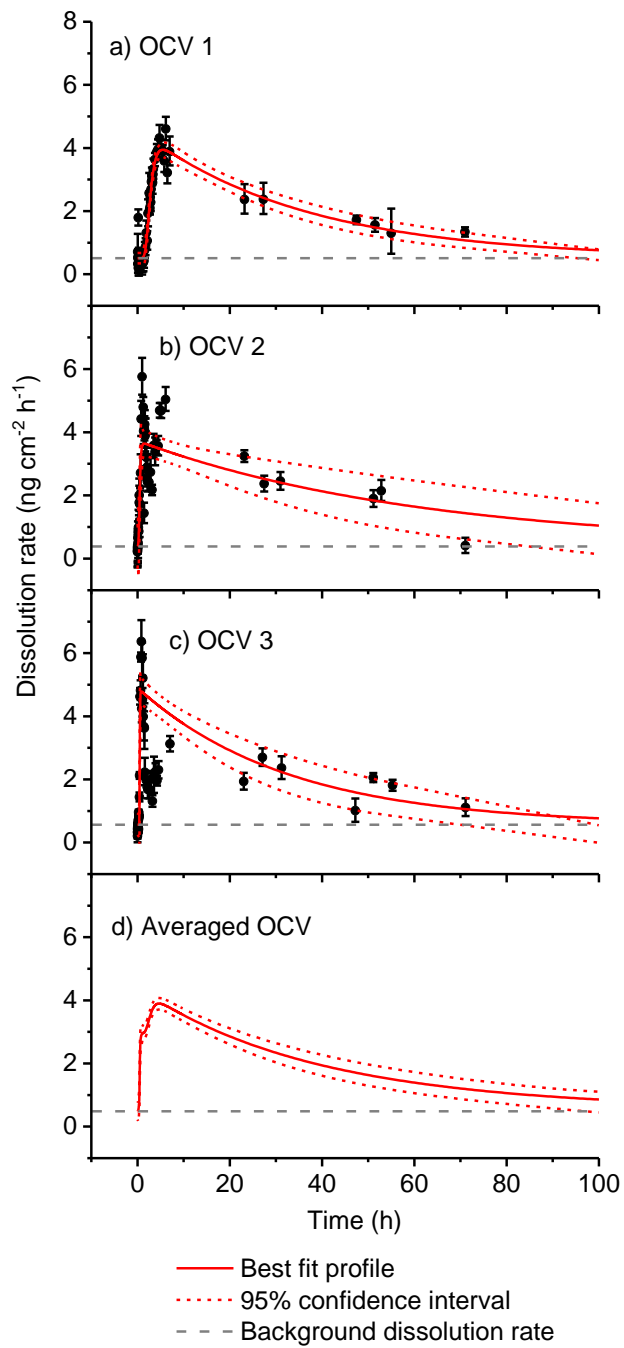 8
a) OCV 1
6
4
2
0
b) OCV 2
6
4
2
0
Dissolution rate (ng cm⁻² h⁻¹)
c) OCV 3
6
4
2
0
d) Averaged OCV
6
4
2
0
0 20 40 60 80 100
Time (h)
Best fit profile
95% confidence interval
Background dissolution rate